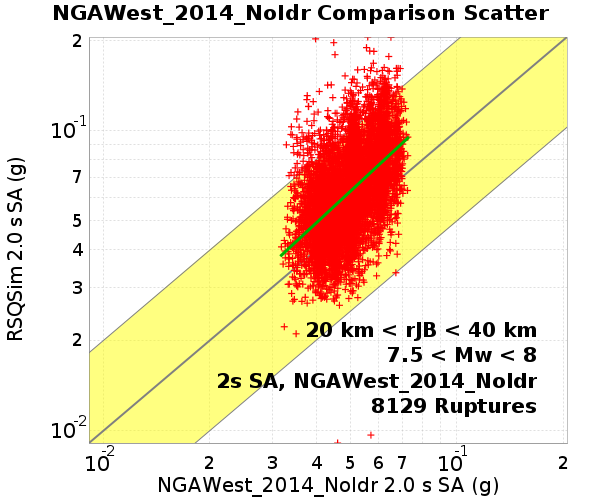 NGAWest_2014_NoIdr Comparison Scatter
RSQSim 2.0 s SA (g)
2
10-1
7
5
4
3
2
10-2
20 km < rJB < 40 km
7.5 < Mw < 8
2s SA, NGAWest_2014_NoIdr
8129 Ruptures
10-2 2 3 4 5 6 7 10-1 2
NGAWest_2014_NoIdr 2.0 s SA (g)